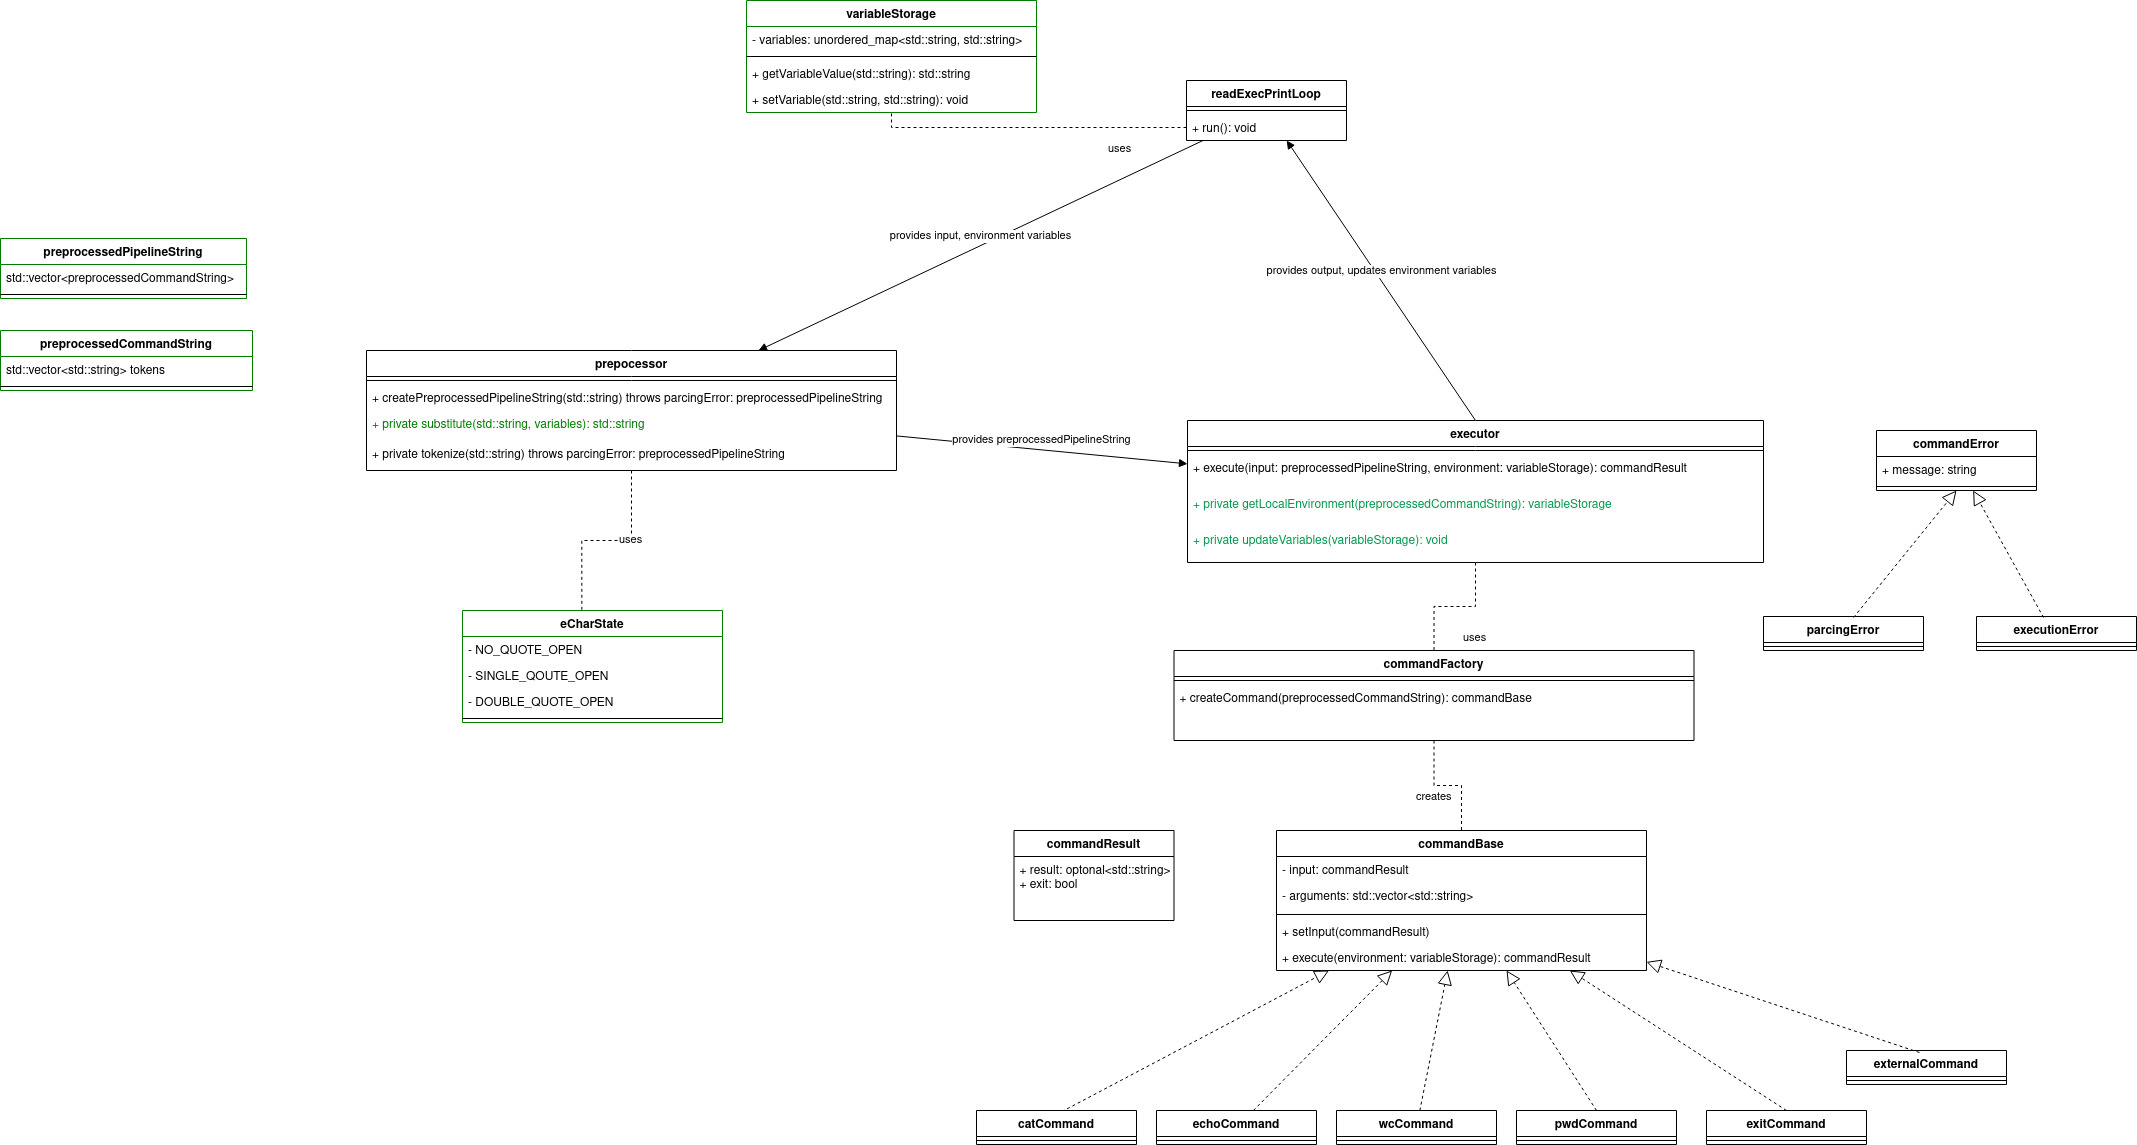 variableStorage
- variables: unordered_map<std::string, std::string>
+ getVariableValue(std::string): std::string
+ setVariable(std::string, std::string): void
readExecPrintLoop
+ run(): void
uses
provides input, environment variables
provides output, updates environment variables
preprocessedPipelineString
std::vector<preprocessedCommandString>
preprocessedCommandString
std::vector<std::string> tokens
prepocessor
+ createPreprocessedPipelineString(std::string) throws parcingError: preprocessedPipelineString
+ private substitute(std::string, variables): std::string
+ private tokenize(std::string) throws parcingError: preprocessedPipelineString
provides preprocessedPipelineString
executor
+ execute(input: preprocessedPipelineString, environment: variableStorage): commandResult
+ private getLocalEnvironment(preprocessedCommandString): variableStorage
+ private updateVariables(variableStorage): void
commandError
+ message: string
uses
eCharState
- NO_QUOTE_OPEN
- SINGLE_QOUTE_OPEN
- DOUBLE_QUOTE_OPEN
parcingError
executionError
uses
commandFactory
+ createCommand(preprocessedCommandString): commandBase
creates
commandResult
+ result: optonal<std::string>
+ exit: bool
commandBase
- input: commandResult
- arguments: std::vector<std::string>
+ setInput(commandResult)
+ execute(environment: variableStorage): commandResult
externalCommand
catCommand
echoCommand
wcCommand
pwdCommand
exitCommand